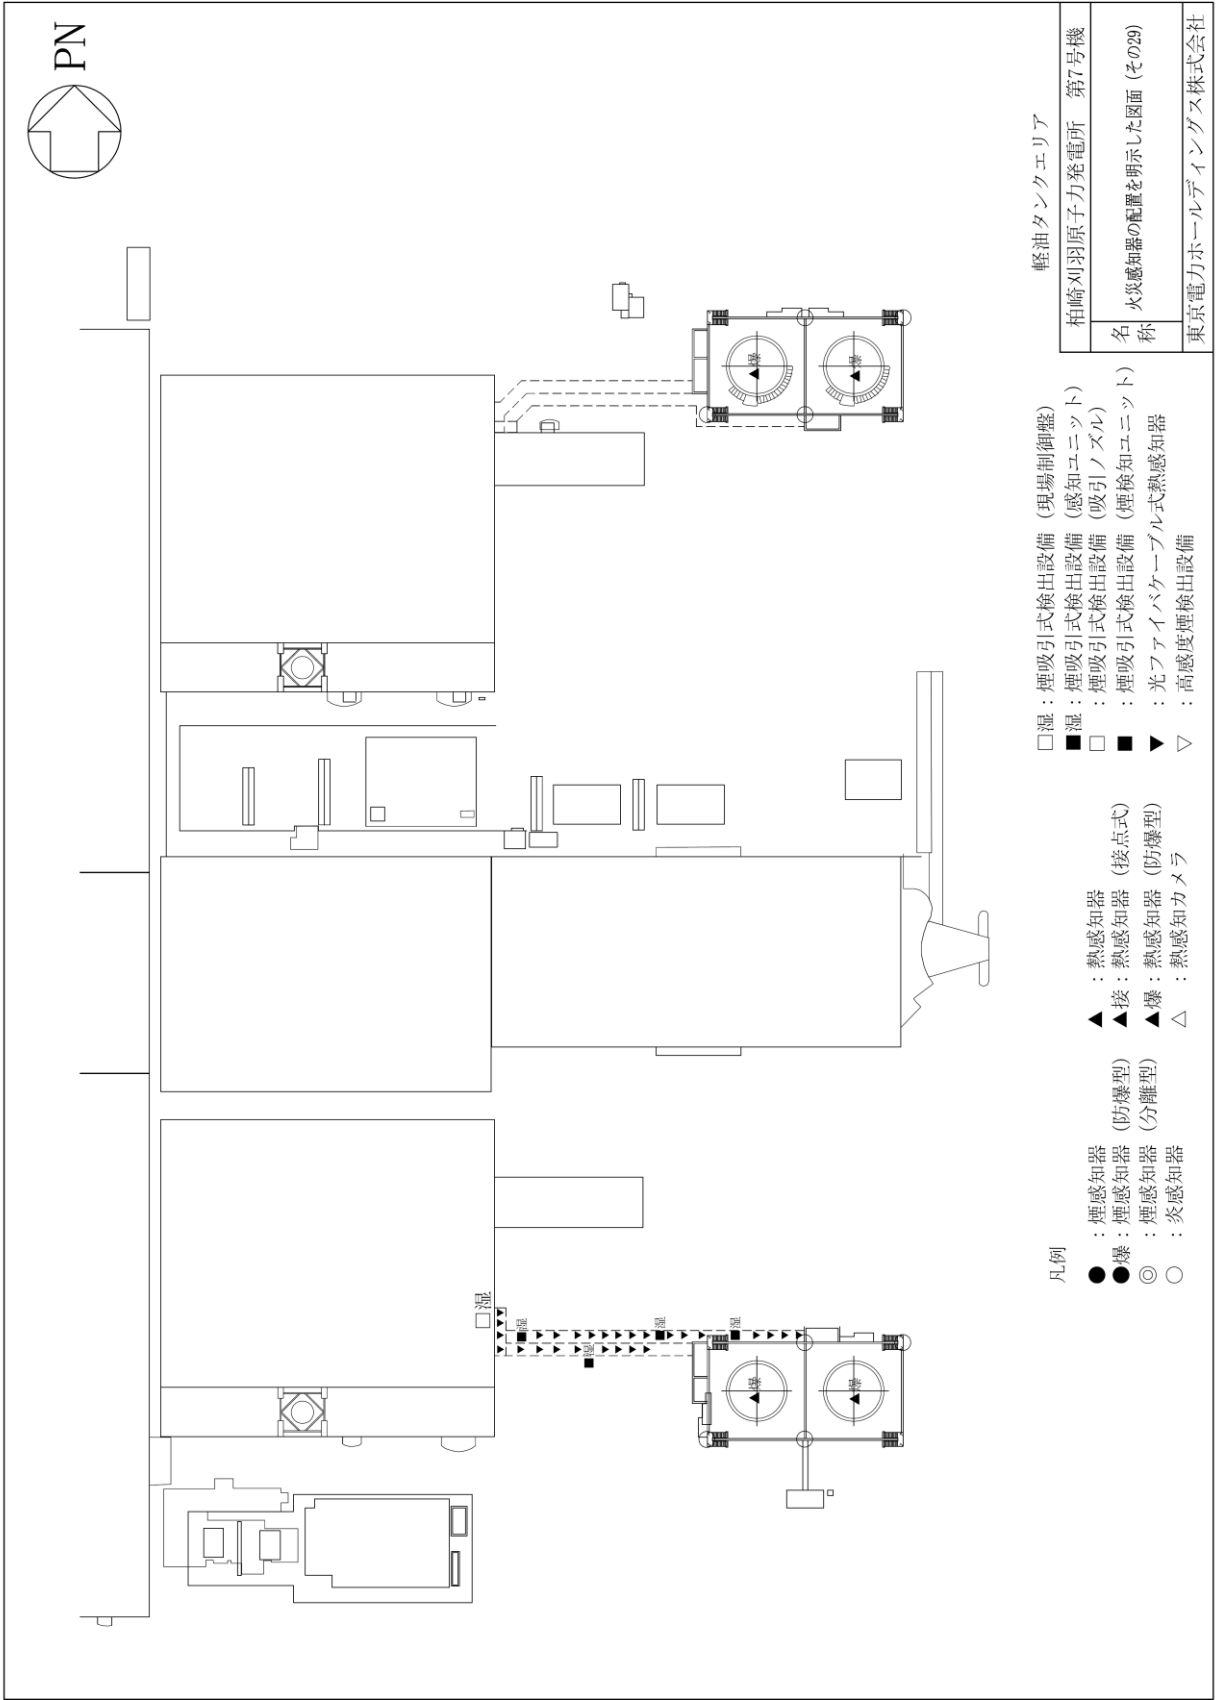 PN
爆
爆
湿
湿
湿
湿
湿
爆
爆
軽油タンクエリア
凡例
●：煙感知器
●爆：煙感知器（防爆型）
◎：煙感知器（分離型）
○：炎感知器
▲：熱感知器
▲接：熱感知器（接点式）
▲爆：熱感知器（防爆型）
△：熱感知カメラ
□湿：煙吸引式検出設備（現場制御盤）
■湿：煙吸引式検出設備（感知ユニット）
□：煙吸引式検出設備（吸引ノズル）
■：煙吸引式検出設備（煙検知ユニット）
▼：光ファイバケーブル式熱感知器
▽：高感度煙検出設備
柏崎刈羽原子力発電所　第7号機
名称
火災感知器の配置を明示した図面（その29）
東京電力ホールディングス株式会社